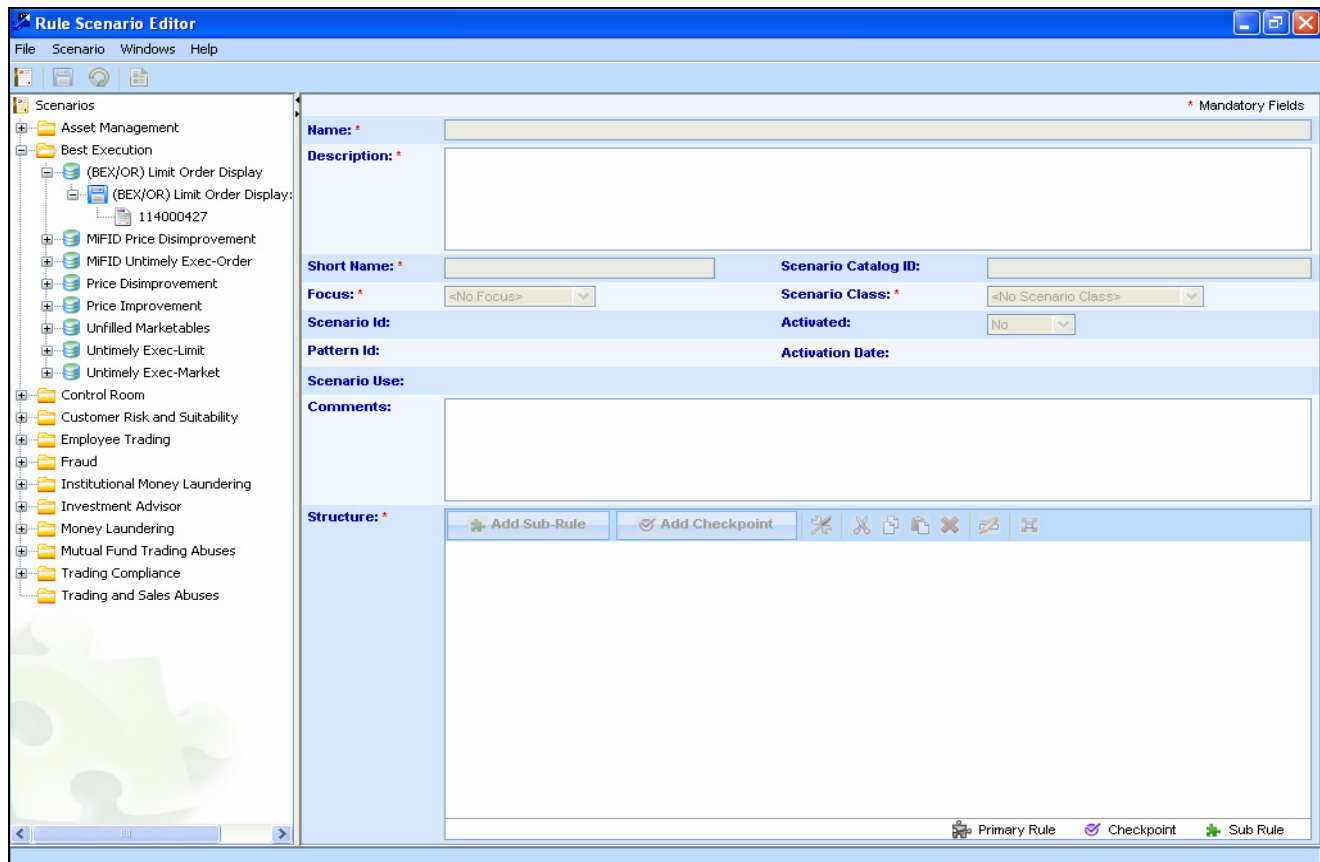 Rule Scenario Editor
File Scenario Windows Help
Scenarios
Asset Management
Best Execution
(BEX/OR) Limit Order Display
(BEX/OR) Limit Order Display:
114000427
MiFID Price Disimprovement
MiFID Untimely Exec-Order
Price Disimprovement
Price Improvement
Unfilled Marketables
Untimely Exec-Limit
Untimely Exec-Market
Control Room
Customer Risk and Suitability
Employee Trading
Fraud
Institutional Money Laundering
Investment Advisor
Money Laundering
Mutual Fund Trading Abuses
Trading Compliance
Trading and Sales Abuses
* Mandatory Fields
Name: *
Description: *
Short Name: * Scenario Catalog ID:
Focus: * <No Focus> Scenario Class: * <No Scenario Class>
Scenario Id: Activated: No
Pattern Id: Activation Date:
Scenario Use:
Comments:
Structure: * Add Sub-Rule Add Checkpoint
Primary Rule Checkpoint Sub Rule